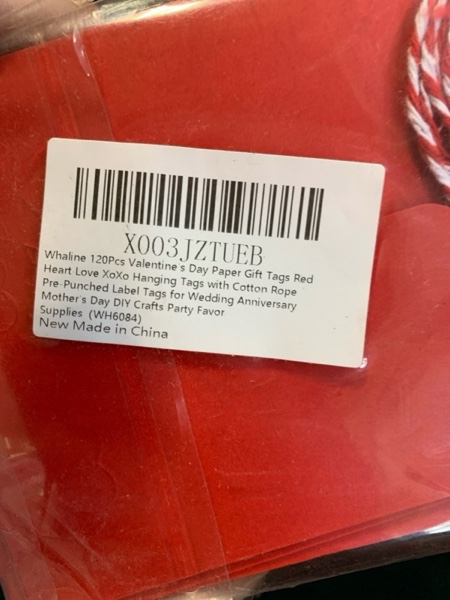 X003JZTUEB
Whaline 120Pcs Valentine's Day Paper Gift Tags Red
Heart Love XoXo Hanging Tags with Cotton Rope
Pre-Punched Label Tags for Wedding Anniversary
Mother's Day DIY Crafts Party Favor
Supplies (WH6084)
New Made in China